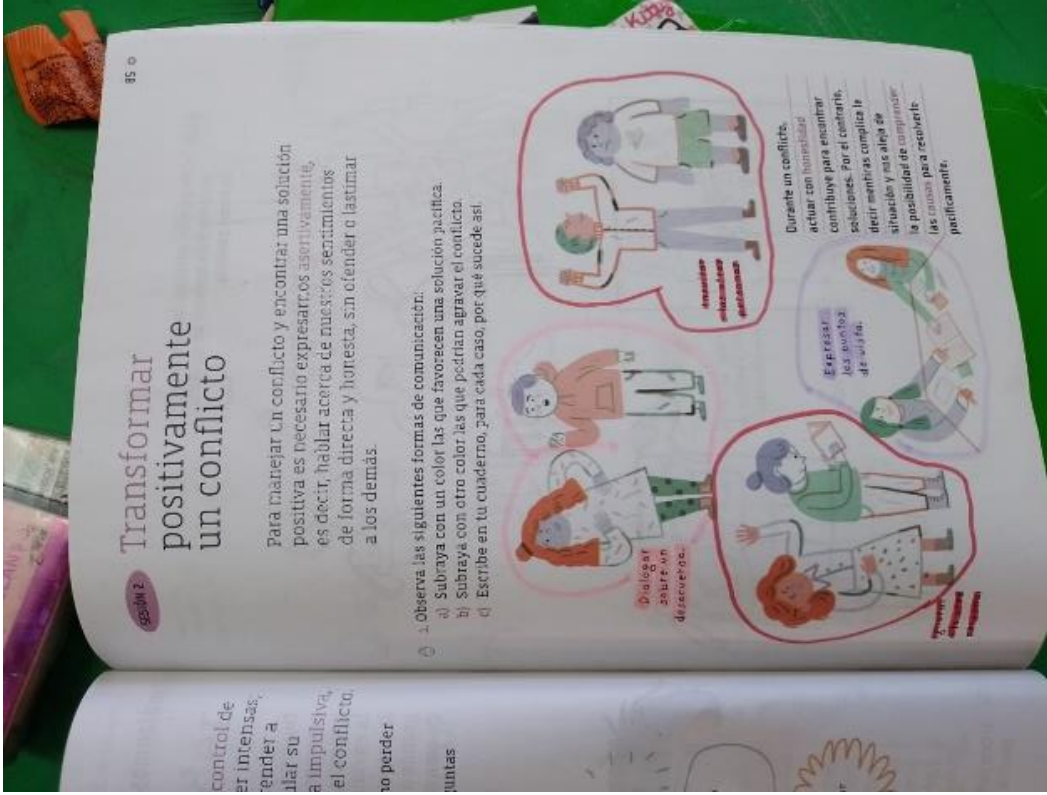 SESIÓN 2
Transformar
positivamente
un conflicto
Para manejar un conflicto y encontrar una solución
positiva es necesario expresarnos asertivamente,
es decir, hablar acerca de nuestros sentimientos
de forma directa y honesta, sin ofender o lastimar
a los demás.
1. Observa las siguientes formas de comunicación:
a) Subraya con un color las que favorecen una solución pacífica.
b) Subraya con otro color las que podrían agravar el conflicto.
c) Escribe en tu cuaderno, para cada caso, por qué sucede así.
Dialogar
sobre un
desacuerdo.
Expresar
los puntos
de vista.
Durante un conflicto,
actuar con honestidad
contribuye para encontrar
soluciones. Por el contrario,
decir mentiras complica la
situación y nos aleja de
la posibilidad de comprender
las causas para resolverlo
pacíficamente.
85
control de
er intensas,
render a
ular su
a impulsiva,
el conflicto,
no perder
guntas